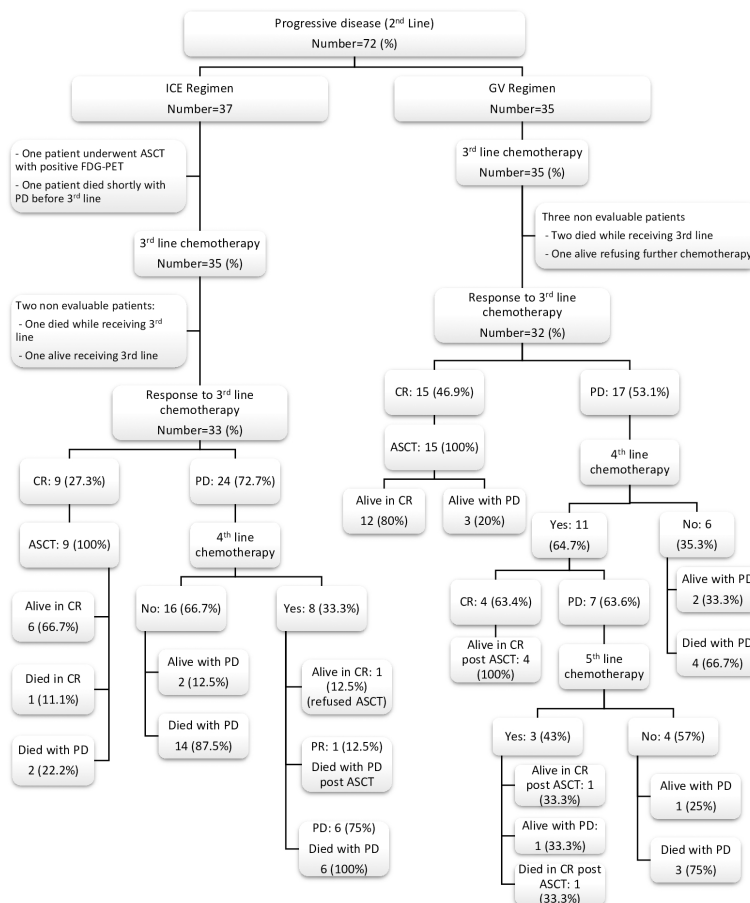 Progressive disease (2nd Line)
Number=72 (%)
ICE Regimen
Number=37
GV Regimen
Number=35
- One patient underwent ASCT
with positive FDG-PET
- One patient died shortly with
PD before 3rd line
3rd line chemotherapy
Number=35 (%)
Three non evaluable patients
- Two died while receiving 3rd line
- One alive refusing further chemotherapy
3rd line chemotherapy
Number=35 (%)
Two non evaluable patients:
- One died while receiving 3rd
line
- One alive receiving 3rd line
Response to 3rd line
chemotherapy
Number=32 (%)
Response to 3rd line
chemotherapy
Number=33 (%)
CR: 15 (46.9%)
PD: 17 (53.1%)
ASCT: 15 (100%)
4th line
chemotherapy
CR: 9 (27.3%)
PD: 24 (72.7%)
Alive in CR
12 (80%)
Alive with PD
3 (20%)
ASCT: 9 (100%)
4th line
chemotherapy
Yes: 11
(64.7%)
No: 6
(35.3%)
Alive in CR
6 (66.7%)
No: 16 (66.7%)
Yes: 8 (33.3%)
CR: 4 (63.4%)
PD: 7 (63.6%)
Alive with PD
2 (33.3%)
Died with PD
4 (66.7%)
Alive in CR
post ASCT: 4
(100%)
5th line
chemotherapy
Died in CR
1 (11.1%)
Alive with PD
2 (12.5%)
Alive in CR: 1
(12.5%)
(refused ASCT)
Died with PD
2 (22.2%)
Died with PD
14 (87.5%)
PR: 1 (12.5%)
Died with PD
post ASCT
PD: 6 (75%)
Died with PD
6 (100%)
Yes: 3 (43%)
No: 4 (57%)
Alive in CR
post ASCT: 1
(33.3%)
Alive with PD
1 (25%)
Alive with PD:
1 (33.3%)
Died with PD
3 (75%)
Died in CR post
ASCT: 1
(33.3%)